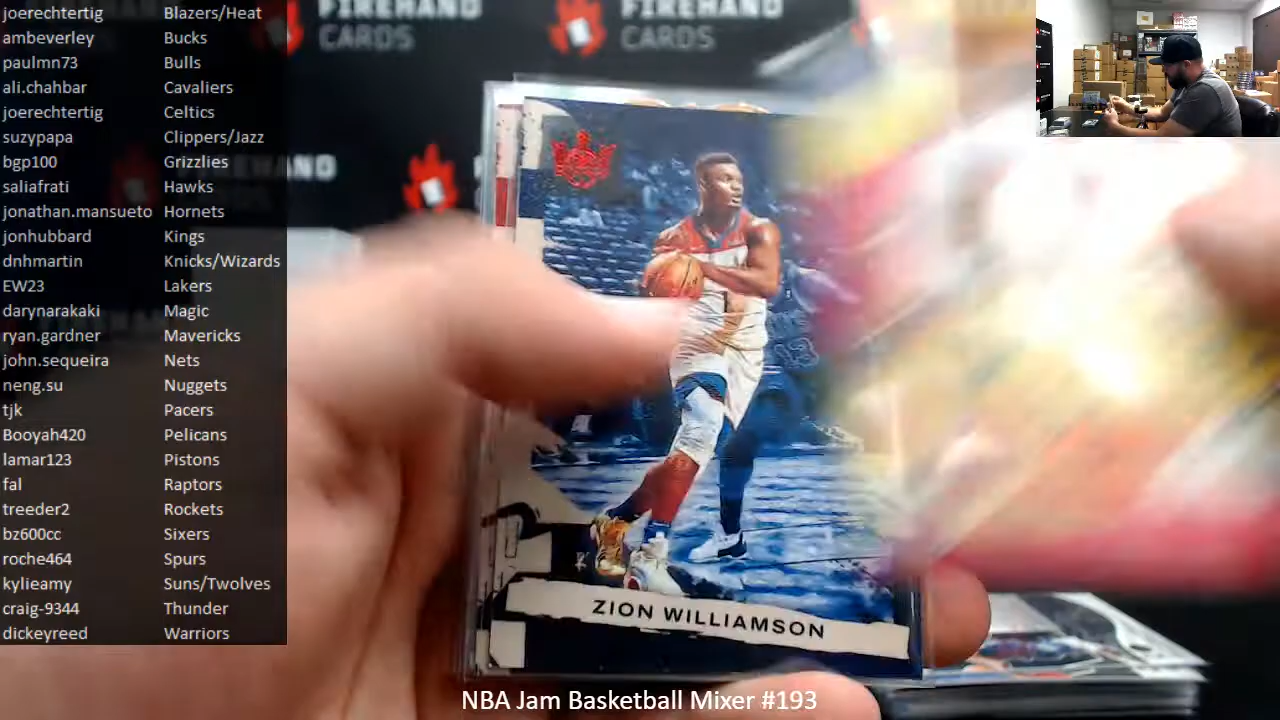 joerechtertig Blazers/Heat
ambeverley Bucks
paulmn73 Bulls
ali.chahbar Cavaliers
joerechtertig Celtics
suzypapa Clippers/Jazz
bgp100 Grizzlies
saliafrati Hawks
jonathan.mansueto Hornets
jonhubbard Kings
dnhmartin Knicks/Wizards
EW23 Lakers
darynarakaki Magic
ryan.gardner Mavericks
john.sequeira Nets
neng.su Nuggets
tjk Pacers
Booyah420 Pelicans
lamar123 Pistons
fal Raptors
treeder2 Rockets
bz600cc Sixers
roche464 Spurs
kylieamy Suns/Twolves
craig-9344 Thunder
dickeyreed Warriors
FIREHAND CARDS
FIREHAND CARDS
ZION WILLIAMSON
NBA Jam Basketball Mixer #193